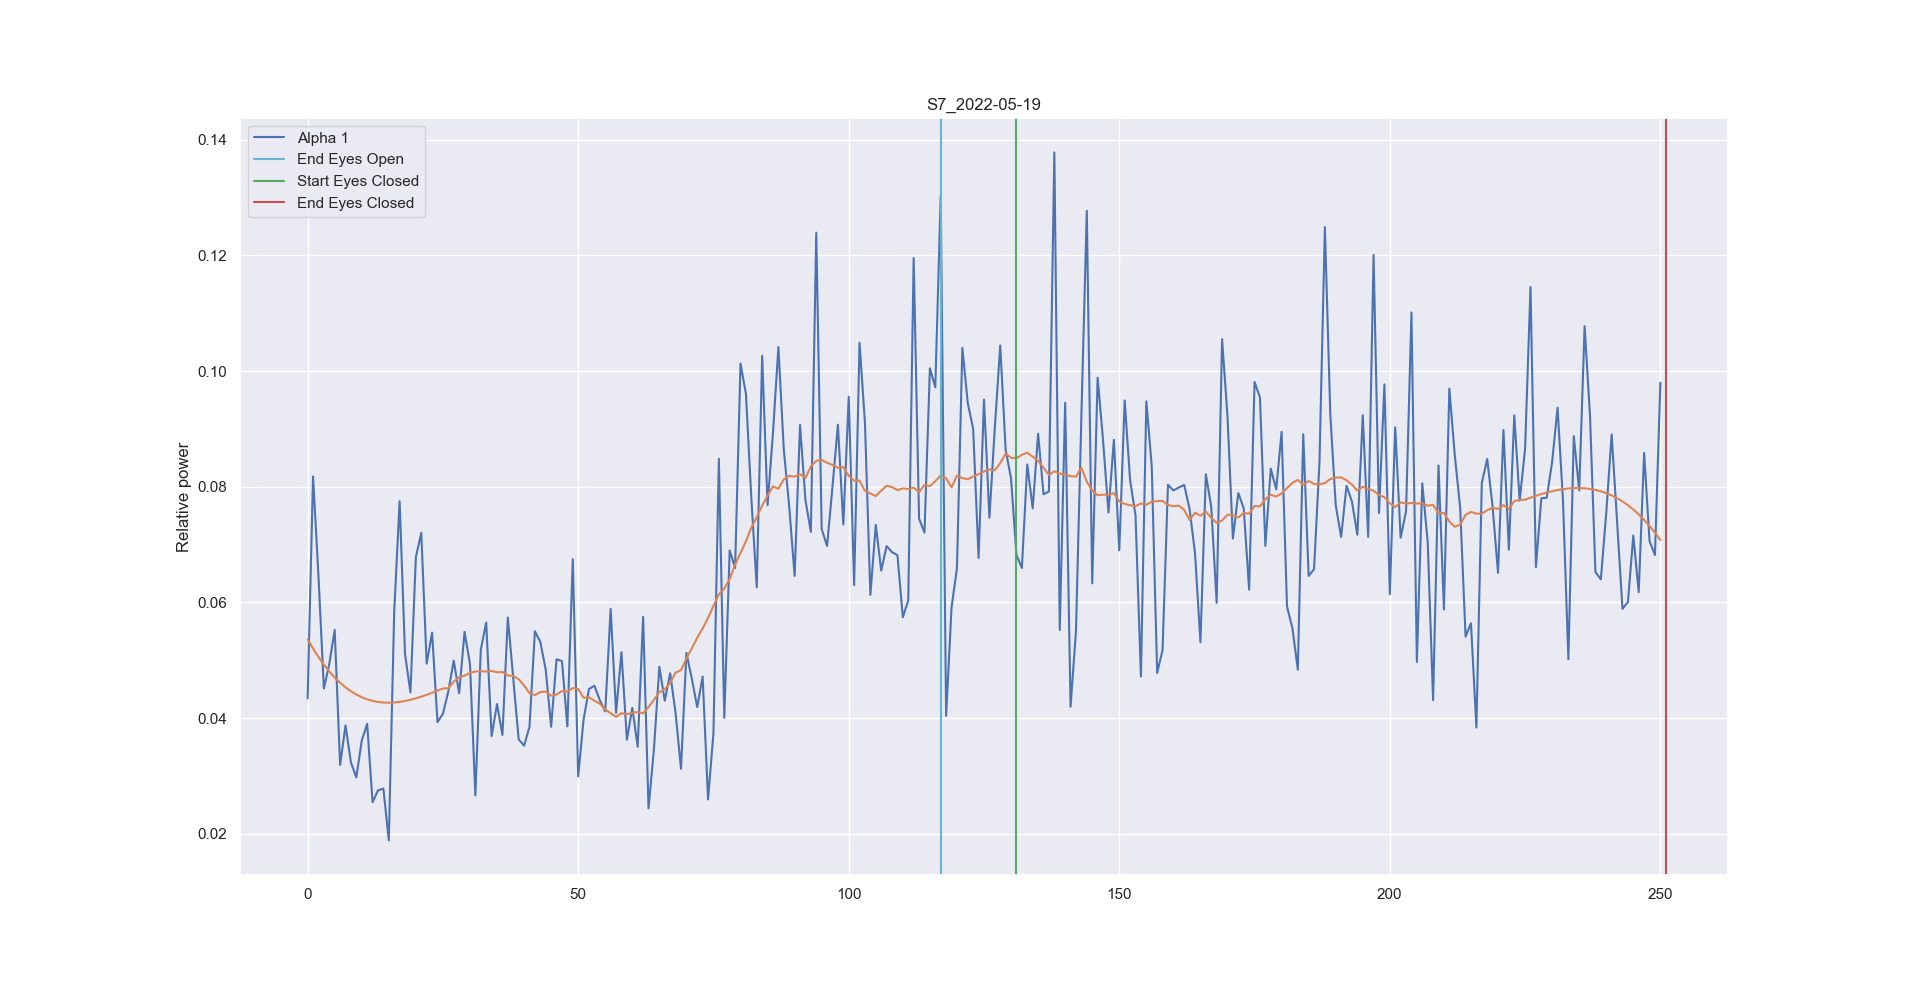 S7_2022-05-19
Alpha 1
End Eyes Open
Start Eyes Closed
End Eyes Closed
Relative power
0.14
0.12
0.10
0.08
0.06
0.04
0.02
0 50 100 150 200 250